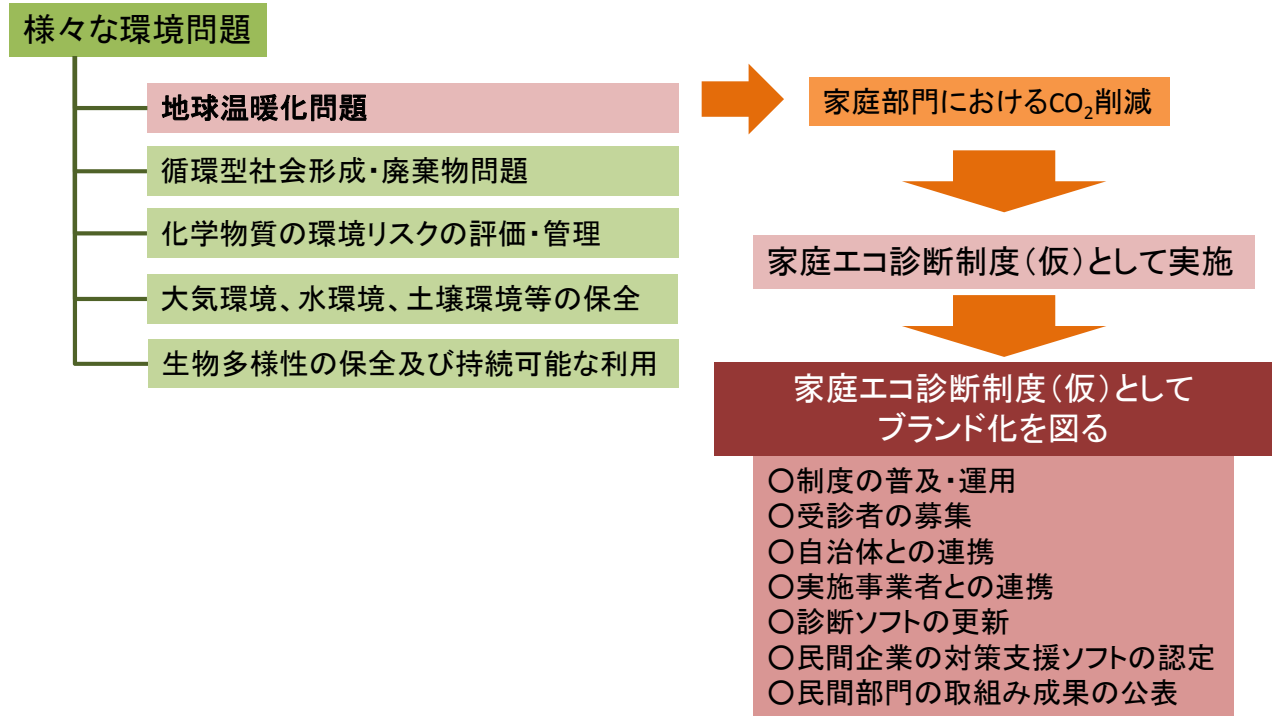 様々な環境問題
地球温暖化問題
循環型社会形成・廃棄物問題
化学物質の環境リスクの評価・管理
大気環境、水環境、土壌環境等の保全
生物多様性の保全及び持続可能な利用
家庭部門におけるCO₂削減
家庭エコ診断制度（仮）として実施
家庭エコ診断制度（仮）として
ブランド化を図る
○制度の普及・運用
○受診者の募集
○自治体との連携
○実施事業者との連携
○診断ソフトの更新
○民間企業の対策支援ソフトの認定
○民間部門の取組み成果の公表